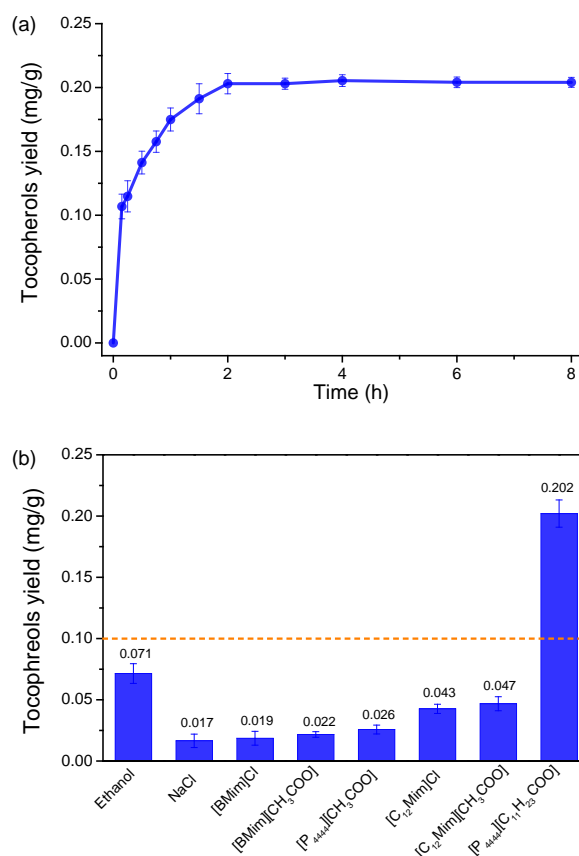 (a)
0.25
0.20
0.15
0.10
0.05
0.00
Tocopherols yield (mg/g)
0 2 4 6 8
Time (h)
(b)
0.25
0.20
0.15
0.10
0.05
0.00
Tocophreols yield (mg/g)
0.071
0.017
0.019
0.022
0.026
0.043
0.047
0.202
Ethanol
NaCl
[BMim]Cl
[BMim][CH3COO]
[P4444][CH3COO]
[C12Mim]Cl
[C12Mim][CH3COO]
[P4444][C11H23COO]